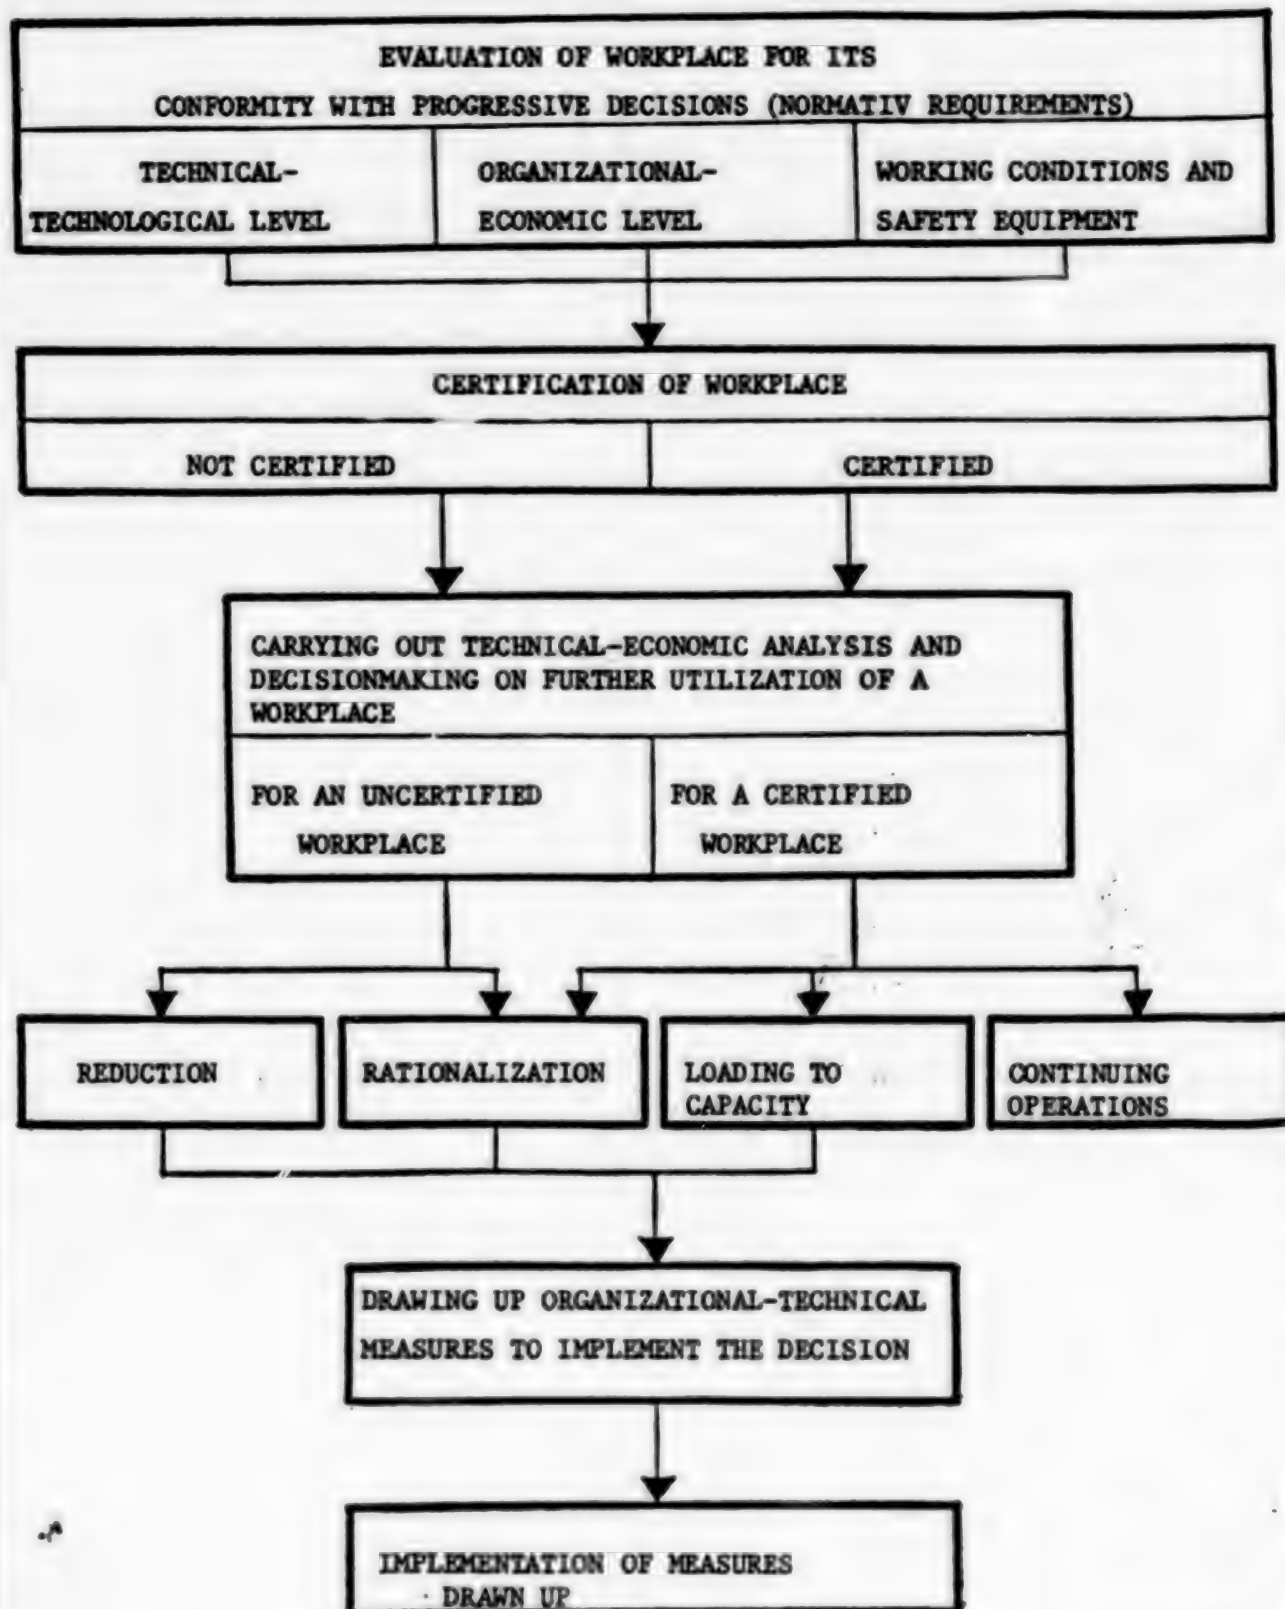 EVALUATION OF WORKPLACE FOR ITS
CONFORMITY WITH PROGRESSIVE DECISIONS (NORMATIV REQUIREMENTS)
TECHNICAL-
TECHNOLOGICAL LEVEL
ORGANIZATIONAL-
ECONOMIC LEVEL
WORKING CONDITIONS AND
SAFETY EQUIPMENT
CERTIFICATION OF WORKPLACE
NOT CERTIFIED
CERTIFIED
CARRYING OUT TECHNICAL-ECONOMIC ANALYSIS AND
DECISIONMAKING ON FURTHER UTILIZATION OF A
WORKPLACE
FOR AN UNCERTIFIED
WORKPLACE
FOR A CERTIFIED
WORKPLACE
REDUCTION
RATIONALIZATION
LOADING TO
CAPACITY
CONTINUING
OPERATIONS
DRAWING UP ORGANIZATIONAL-TECHNICAL
MEASURES TO IMPLEMENT THE DECISION
IMPLEMENTATION OF MEASURES
DRAWN UP